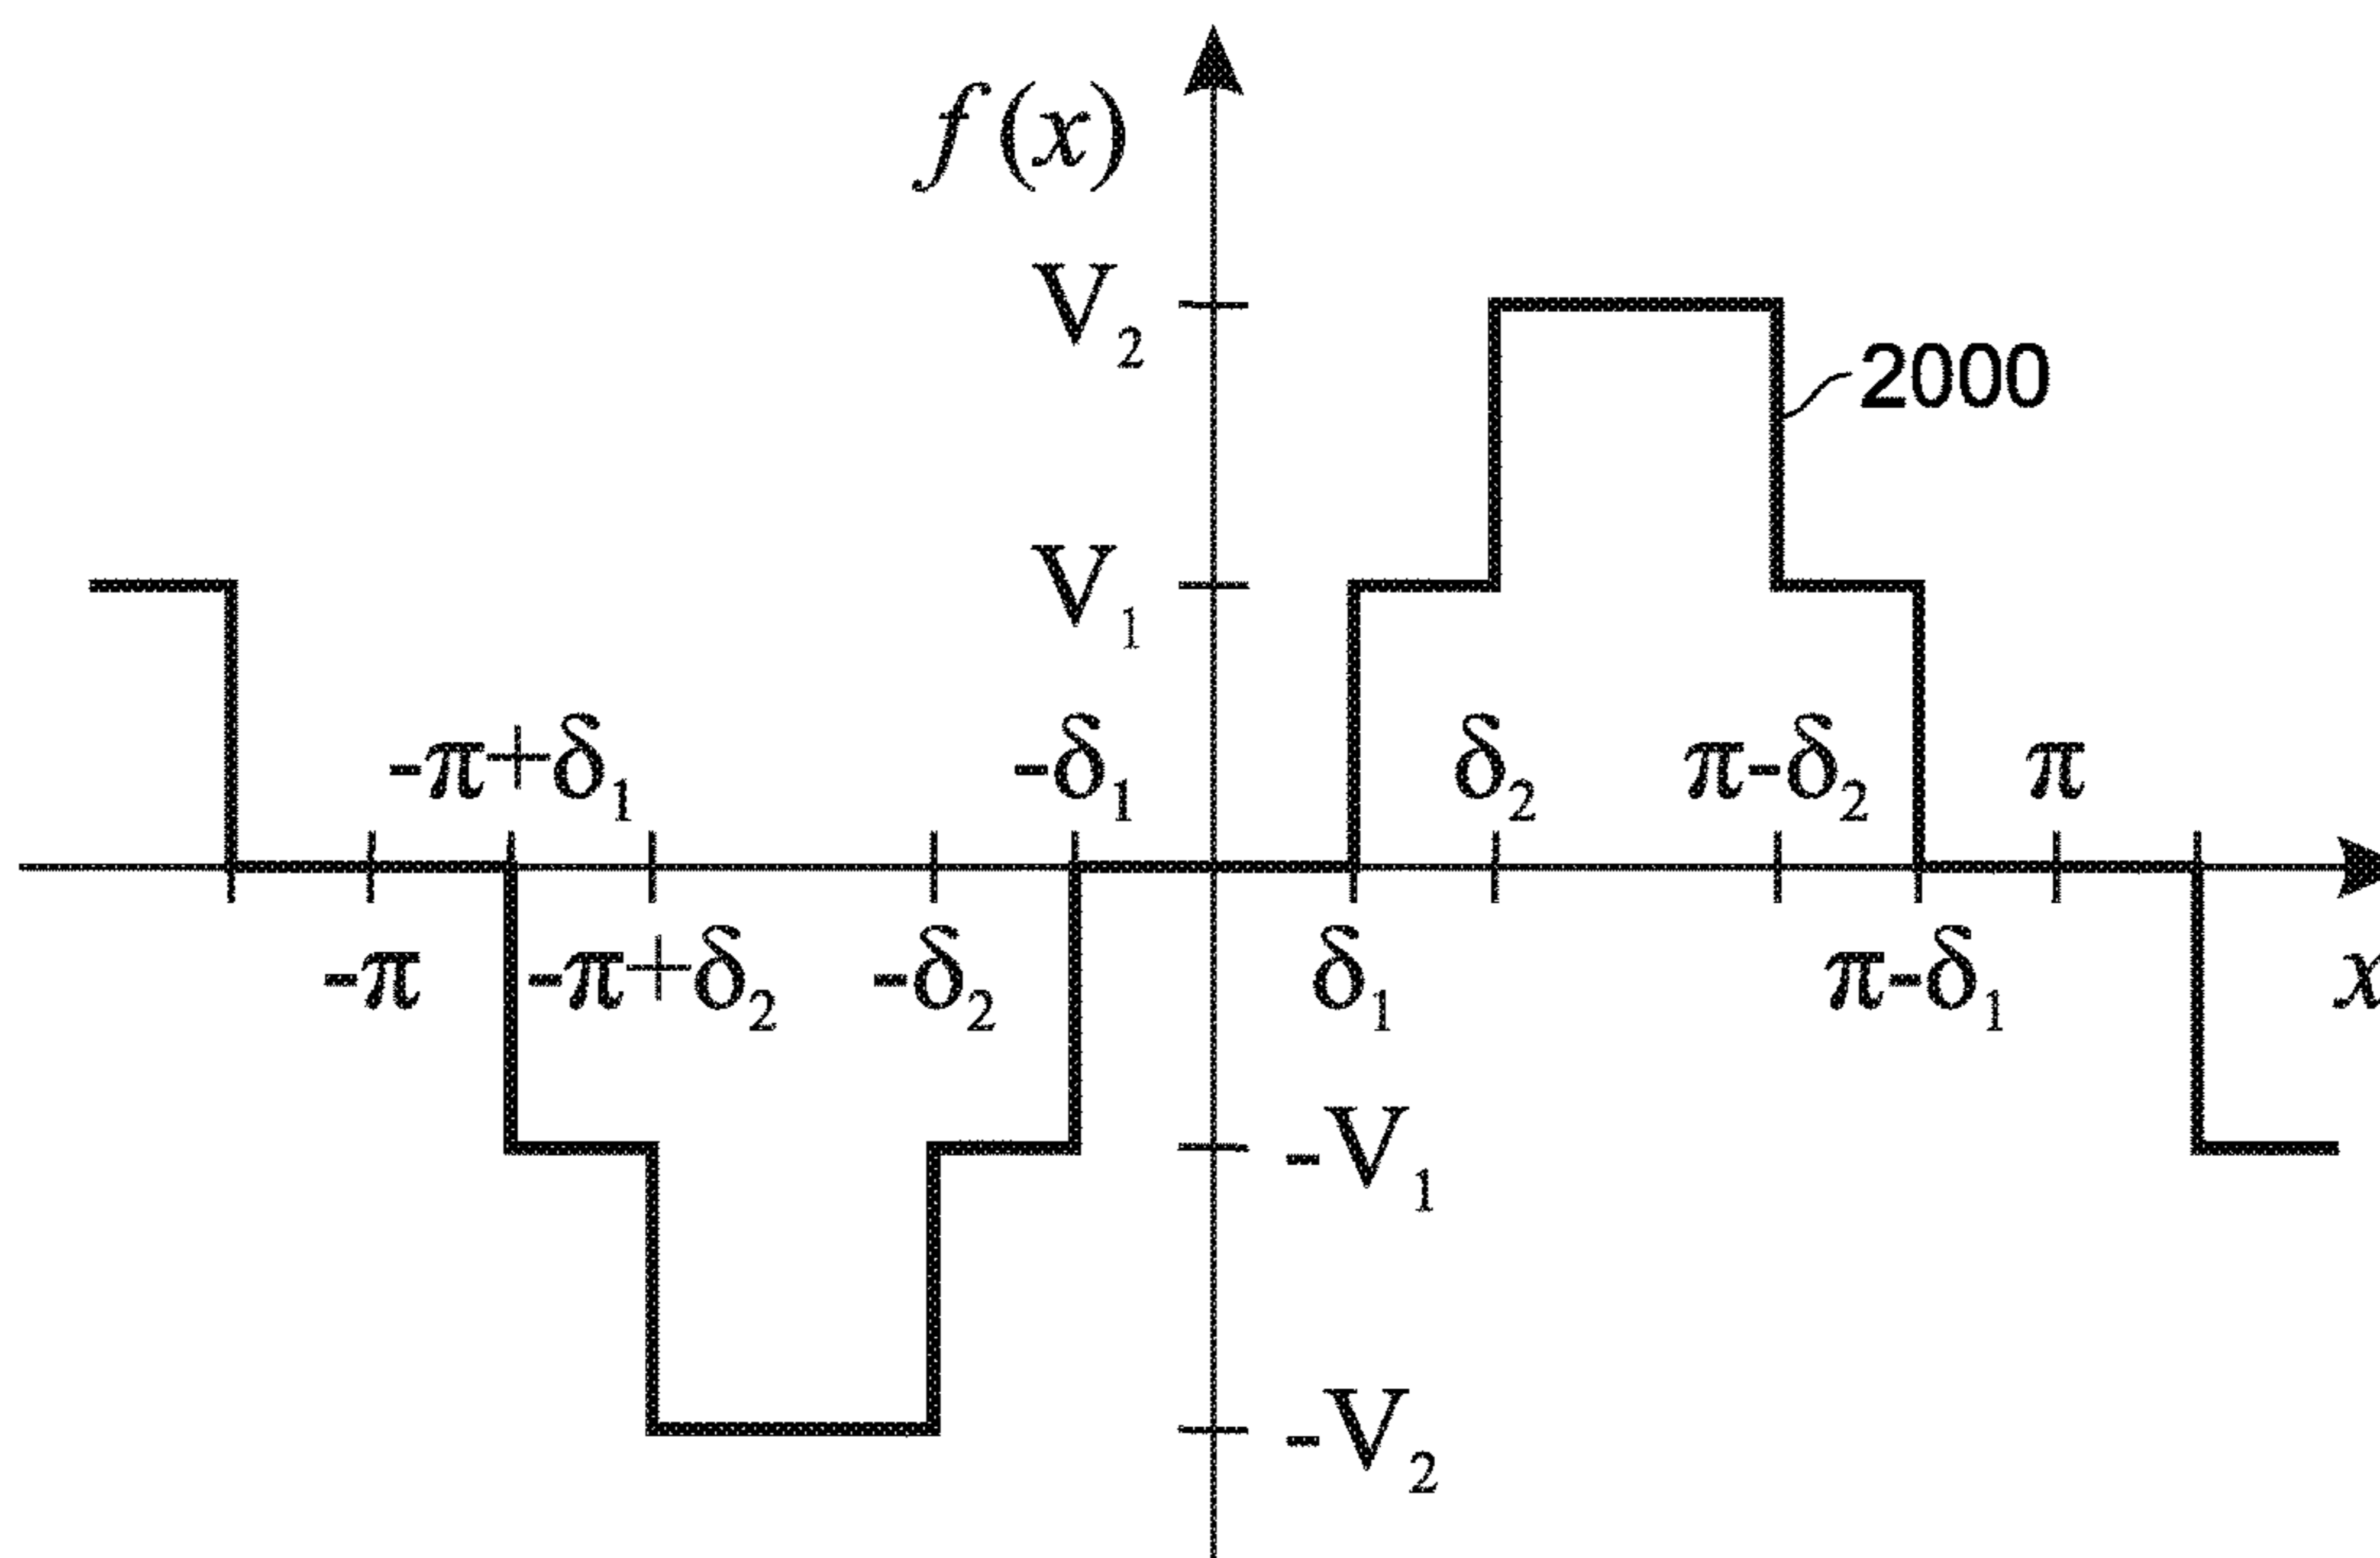 f(x)
V₂
2000
V₁
-π+δ₁
-δ₁
δ₂
π-δ₂
π
-π
-π+δ₂
-δ₂
δ₁
π-δ₁
x
-V₁
-V₂